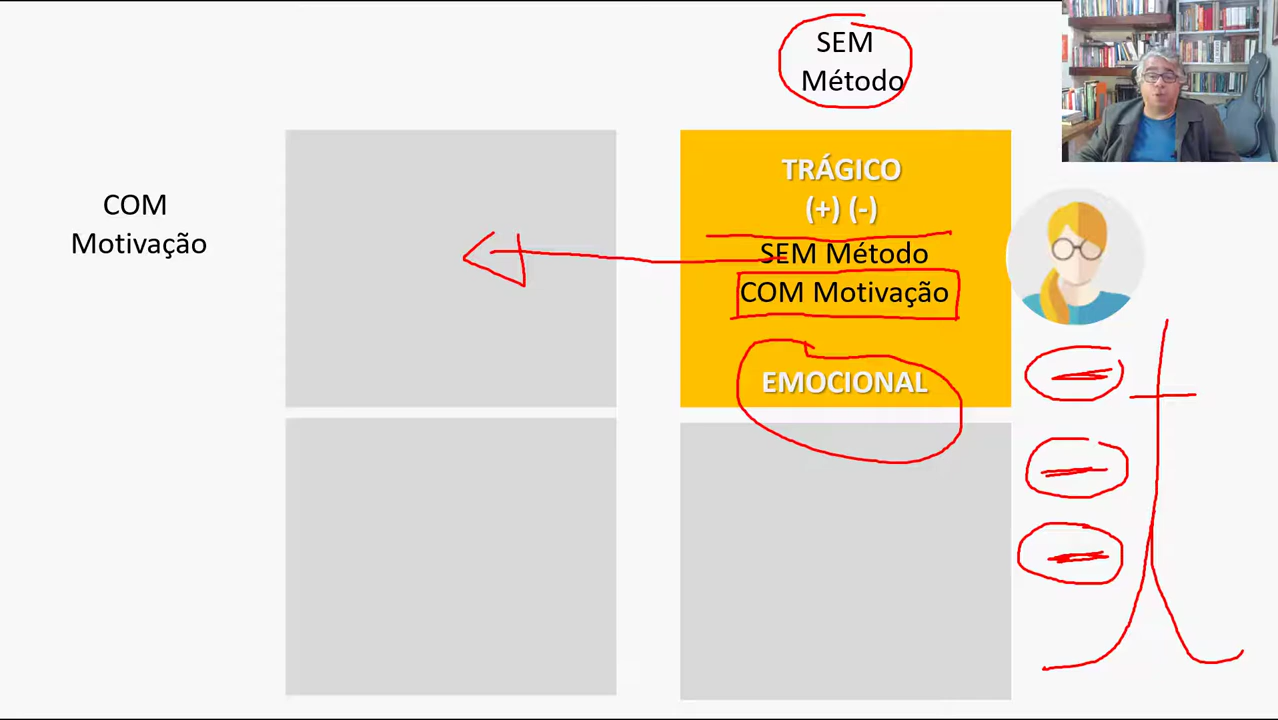 SEM
Método
COM
Motivação
TRÁGICO
(+) (-)
SEM Método
COM Motivação
EMOCIONAL